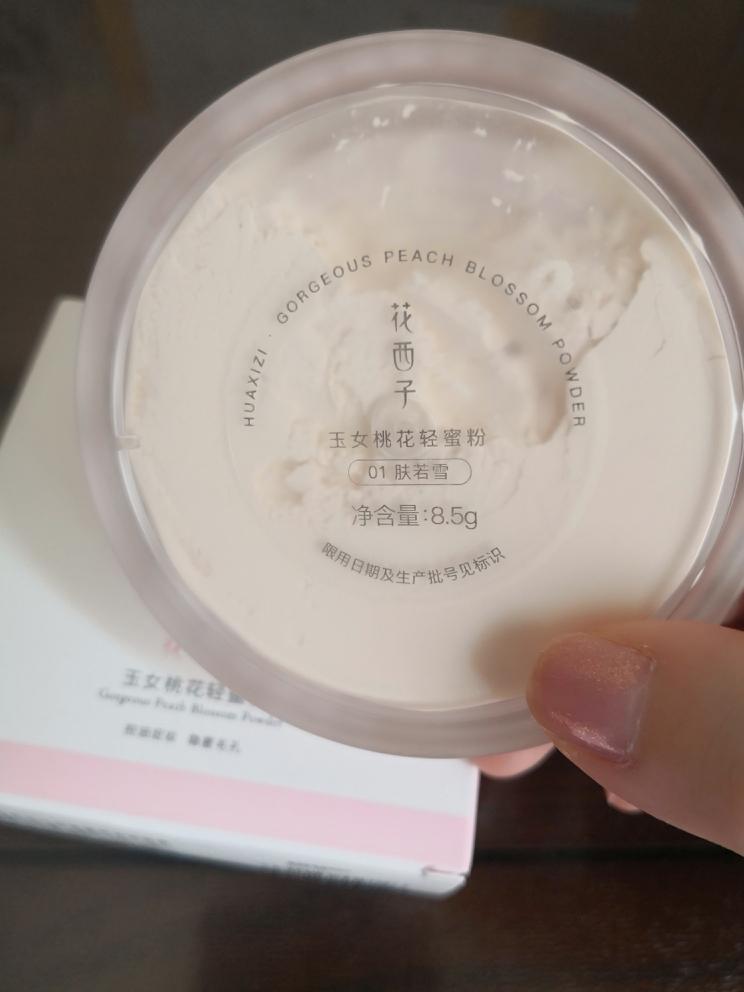 HUAXIZI · GORGEOUS PEACH BLOSSOM POWDER
花西子
玉女桃花轻蜜粉
01 肤若雪
净含量:8.5g
限用日期及生产批号见标识
玉女桃花轻蜜
Gorgeous Peach Blossom Powder